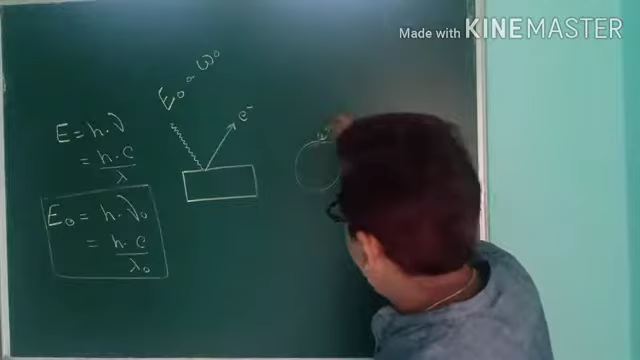 Made with KINEMASTER
E₀ = ω₀
e⁻
E = h·ν
= h·c/λ
E₀ = h·ν₀
= h·c/λ₀